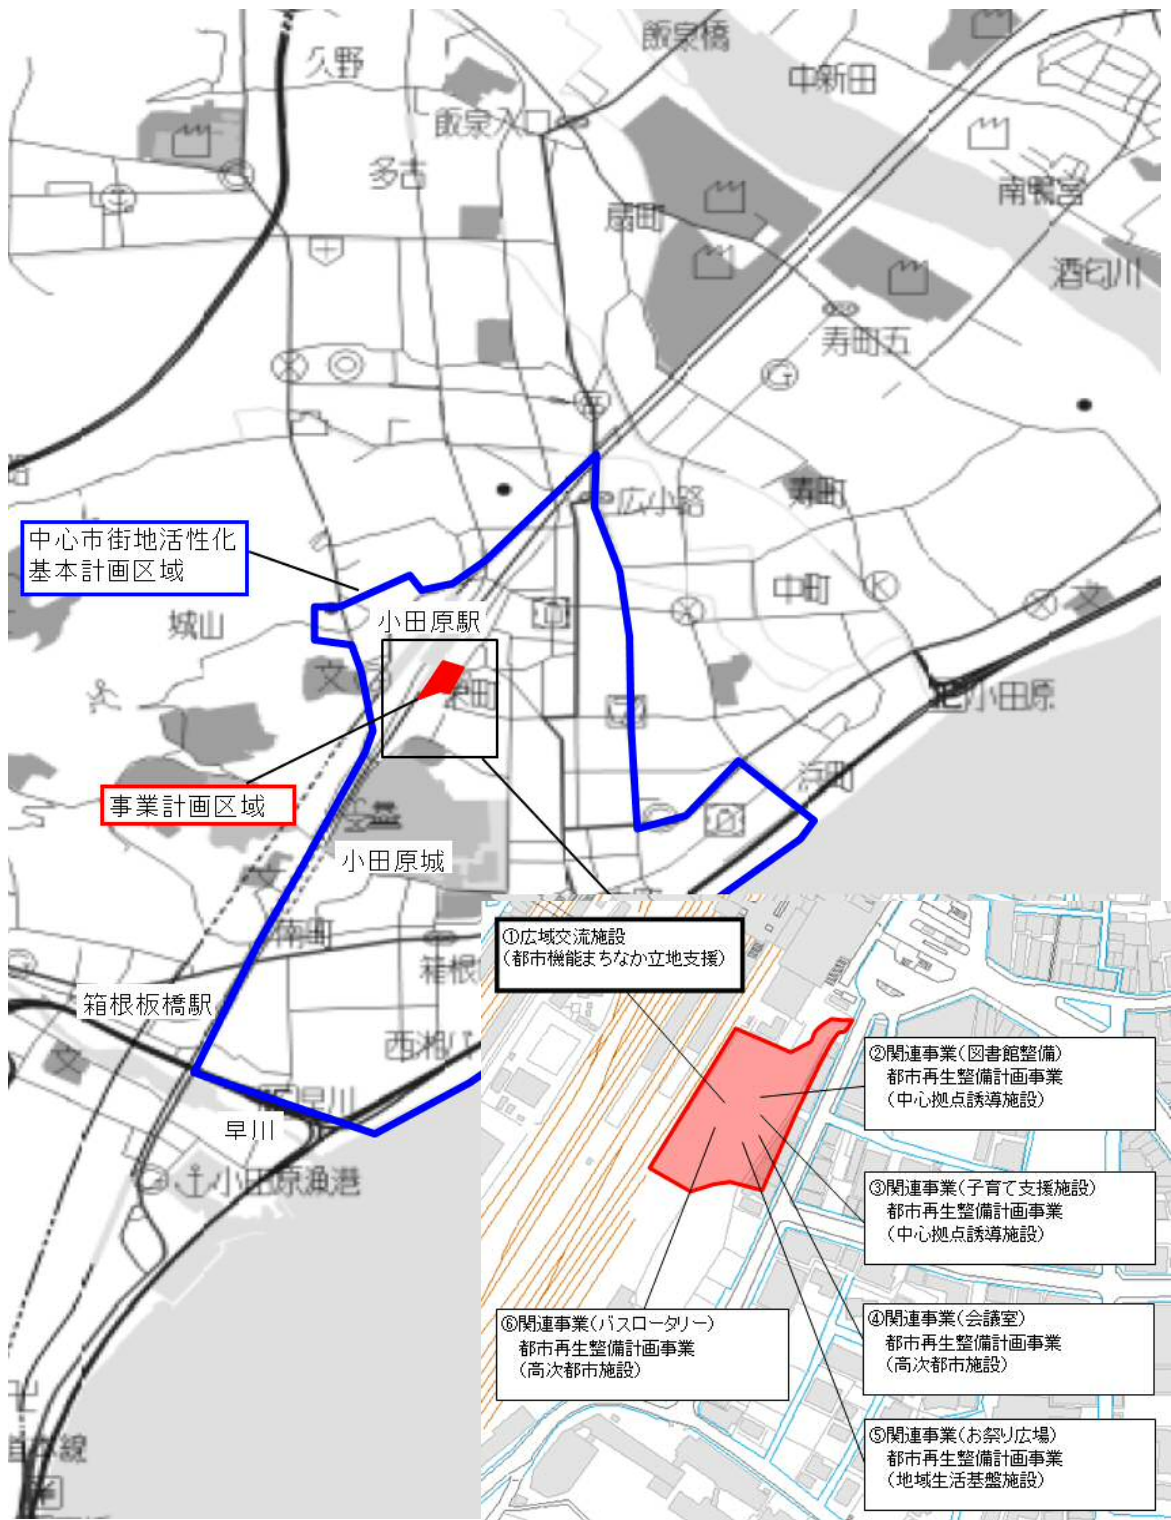 飯泉橋
久野
中新田
飯泉入口
多古
南鴨宮
扇町
酒匂川
寿町五
寿町
広小路
中心市街地活性化
基本計画区域
中町
文
城山
小田原駅
文
栄町
小田原
浜町
事業計画区域
小田原城
文
南町
箱根
①広域交流施設
(都市機能まちなか立地支援)
箱根板橋駅
文
西湘バ
②関連事業(図書館整備)
都市再生整備計画事業
(中心拠点誘導施設)
早川
早川
小田原漁港
③関連事業(子育て支援施設)
都市再生整備計画事業
(中心拠点誘導施設)
⑥関連事業(バスロータリー)
都市再生整備計画事業
(高次都市施設)
④関連事業(会議室)
都市再生整備計画事業
(高次都市施設)
⑤関連事業(お祭り広場)
都市再生整備計画事業
(地域生活基盤施設)
本線